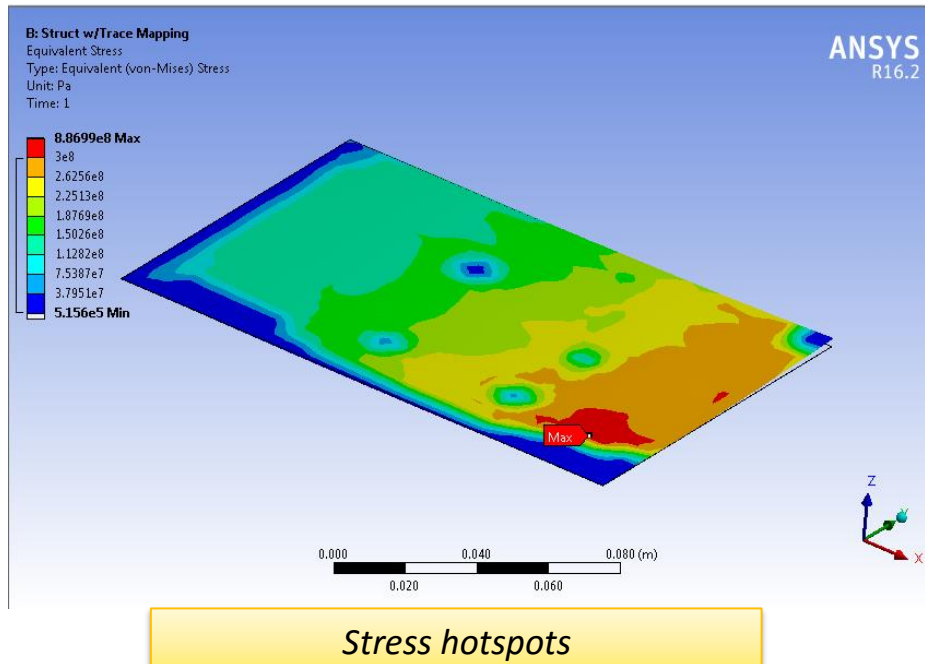 B: Struct w/Trace Mapping
Equivalent Stress
Type: Equivalent (von-Mises) Stress
Unit: Pa
Time: 1
ANSYS
R16.2
8.8699e8 Max
3e8
2.6256e8
2.2513e8
1.8769e8
1.5026e8
1.1282e8
7.5387e7
3.7951e7
5.156e5 Min
Max
Z
Y
X
0.000 0.040 0.080 (m)
0.020 0.060
Stress hotspots